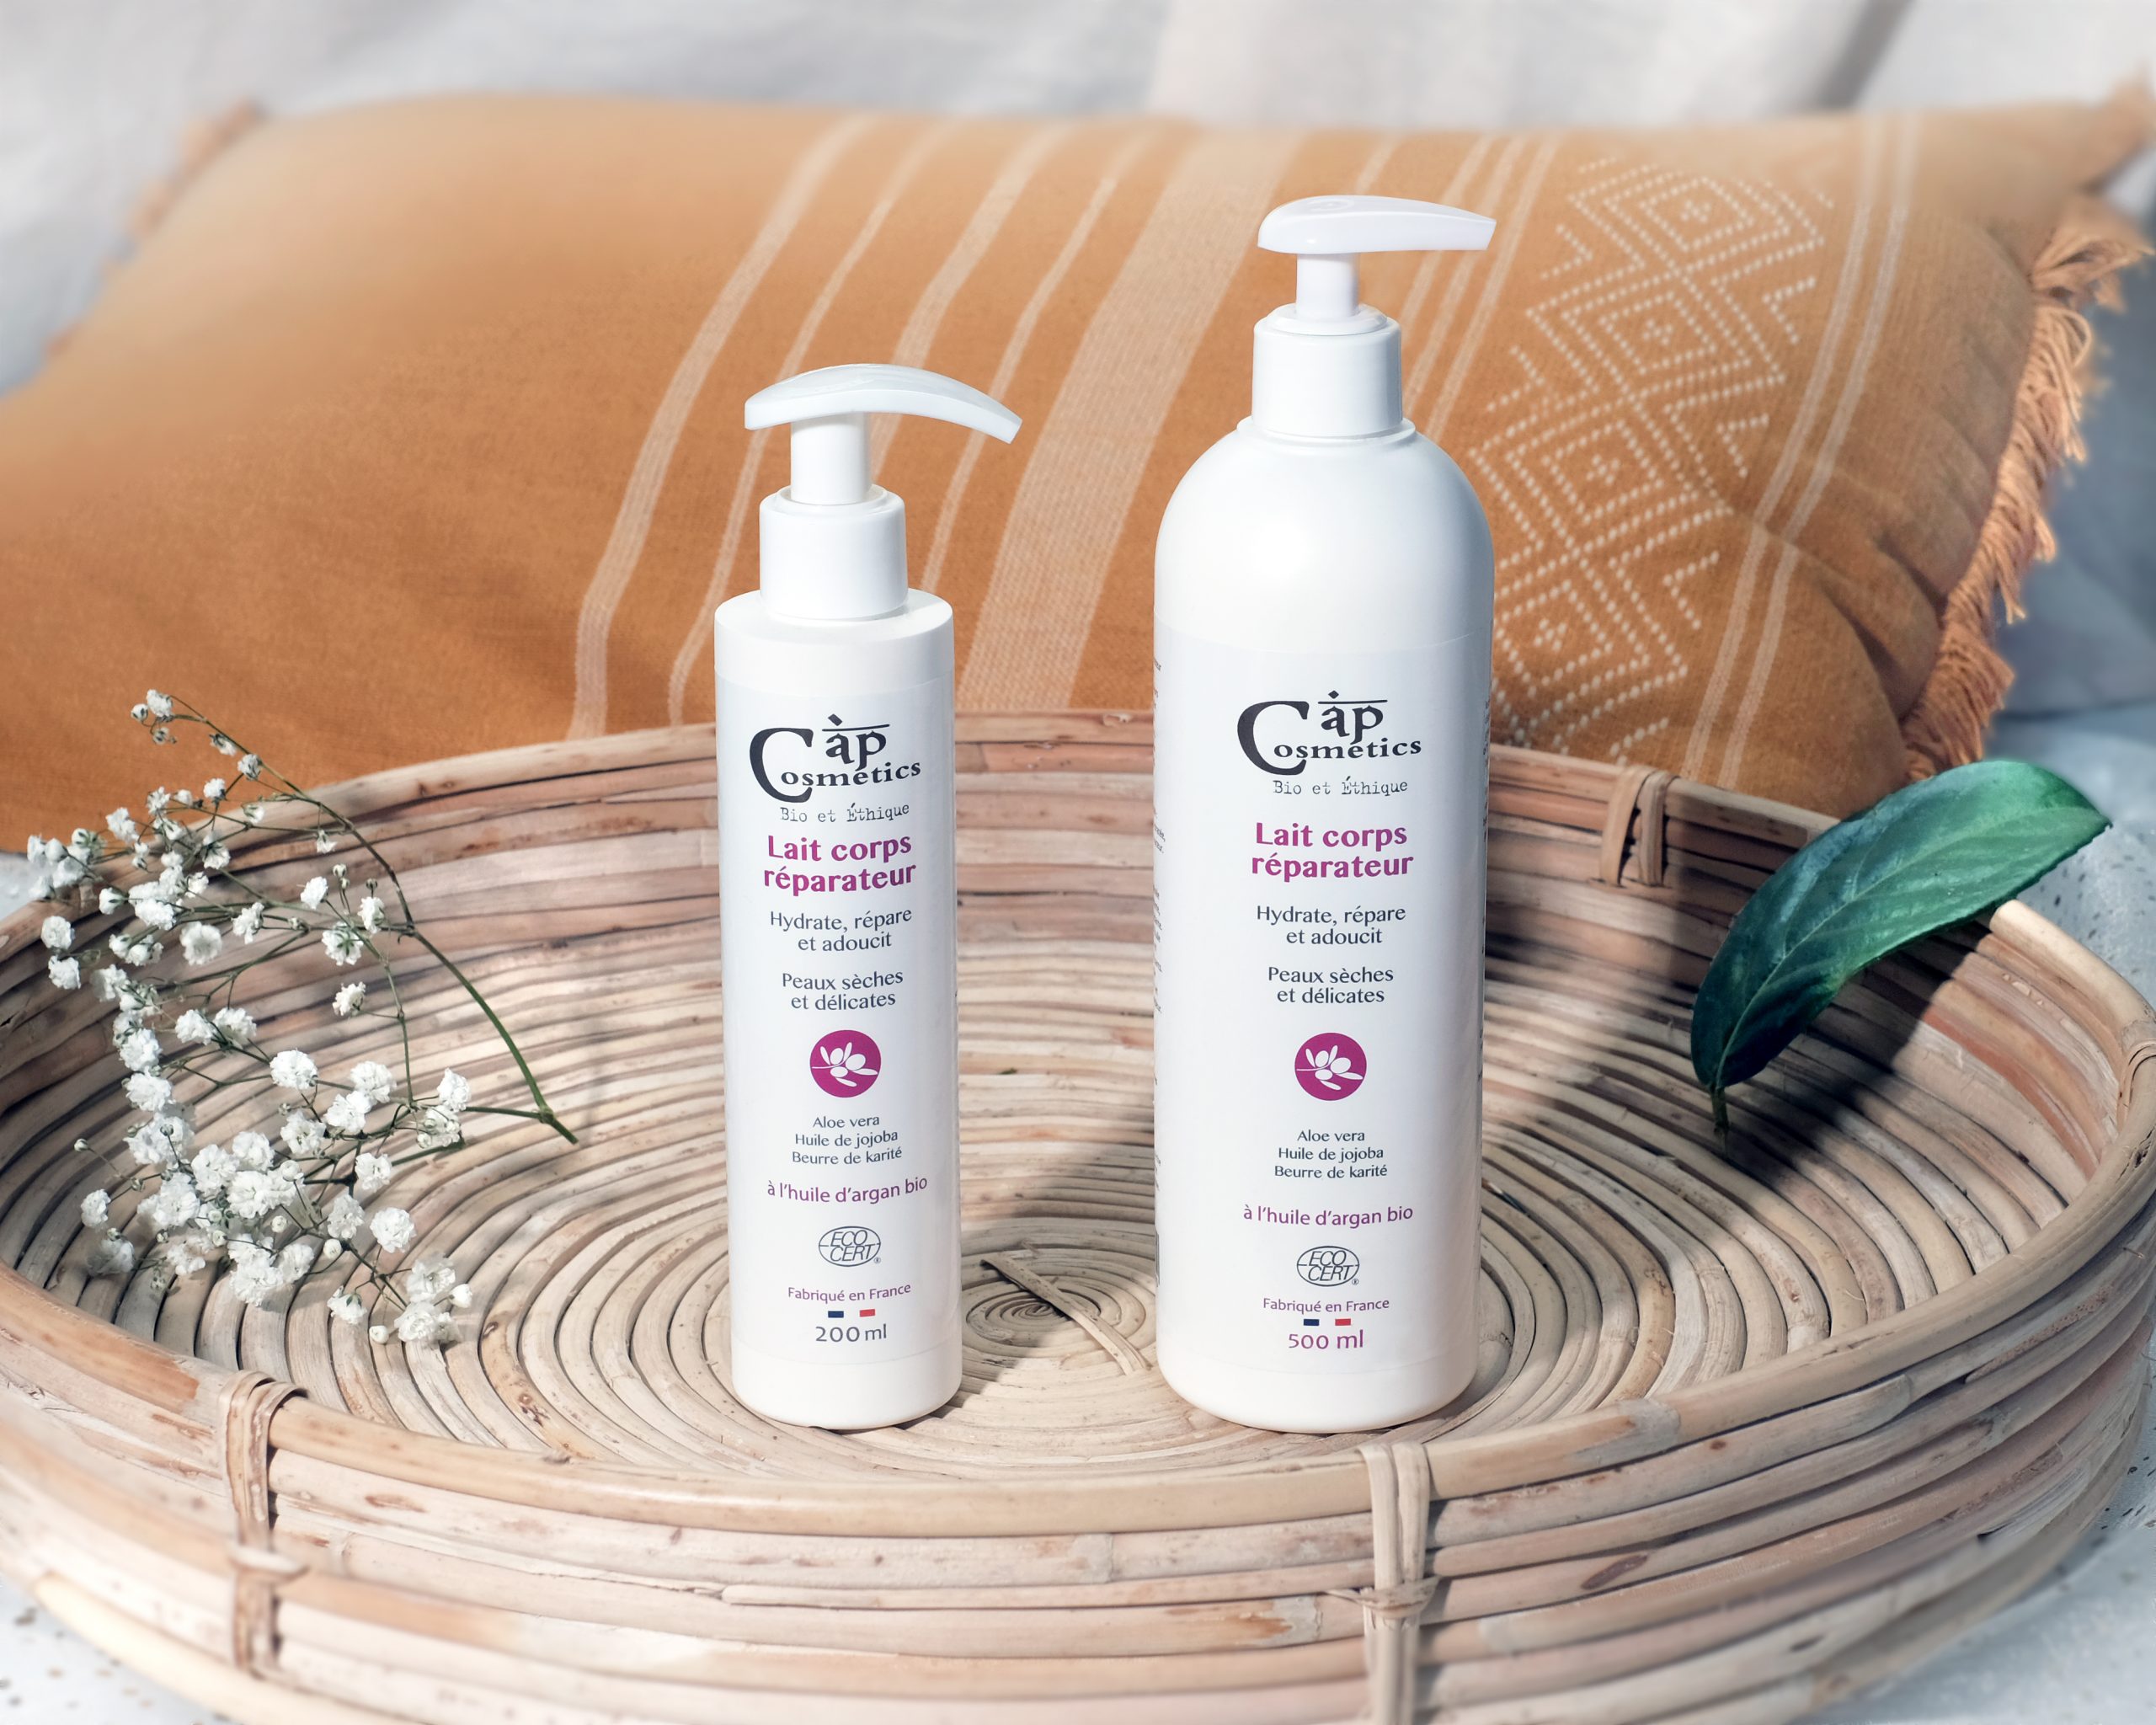 Càp
Cosmetics
Bio et Éthique
Lait corps
réparateur
Hydrate, répare
et adoucit
Peaux sèches
et délicates
Aloe vera
Huile de jojoba
Beurre de karité
à l'huile d'argan bio
ECO
CERT®
Fabriqué en France
200 ml
Càp
Cosmetics
Bio et Éthique
Lait corps
réparateur
Hydrate, répare
et adoucit
Peaux sèches
et délicates
Aloe vera
Huile de jojoba
Beurre de karité
à l'huile d'argan bio
ECO
CERT®
Fabriqué en France
500 ml